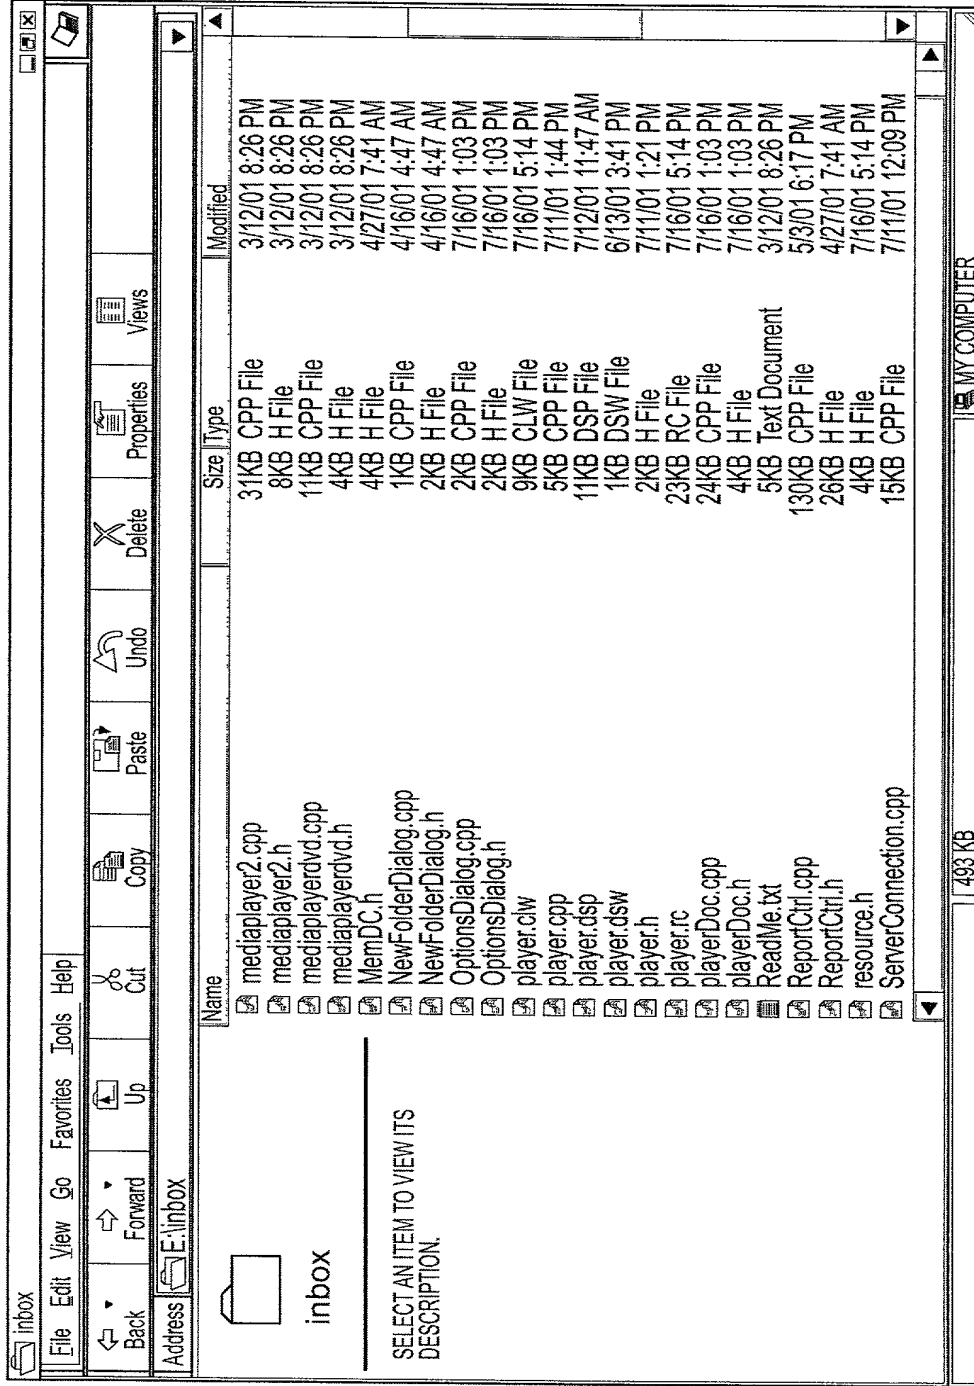 inbox
File Edit View Go Favorites Tools Help
Back Forward Up Cut Copy Paste Undo Delete Properties Views
Address E:\inbox
inbox
SELECT AN ITEM TO VIEW ITS
DESCRIPTION.
Name Size Type Modified
mediaplayer2.cpp 31KB CPP File 3/12/01 8:26 PM
mediaplayer2.h 8KB H File 3/12/01 8:26 PM
mediaplayerdvd.cpp 11KB CPP File 3/12/01 8:26 PM
mediaplayerdvd.h 4KB H File 3/12/01 8:26 PM
MemDC.h 4KB H File 4/27/01 7:41 AM
NewFolderDialog.cpp 1KB CPP File 4/16/01 4:47 AM
NewFolderDialog.h 2KB H File 4/16/01 4:47 AM
OptionsDialog.cpp 2KB CPP File 7/16/01 1:03 PM
OptionsDialog.h 2KB H File 7/16/01 1:03 PM
player.clw 9KB CLW File 7/16/01 5:14 PM
player.cpp 5KB CPP File 7/11/01 1:44 PM
player.dsp 11KB DSP File 7/12/01 11:47 AM
player.dsw 1KB DSW File 6/13/01 3:41 PM
player.h 2KB H File 7/11/01 1:21 PM
player.rc 23KB RC File 7/16/01 5:14 PM
playerDoc.cpp 24KB CPP File 7/16/01 1:03 PM
playerDoc.h 4KB H File 7/16/01 1:03 PM
ReadMe.txt 5KB Text Document 3/12/01 8:26 PM
ReportCtrl.cpp 130KB CPP File 5/3/01 6:17 PM
ReportCtrl.h 26KB H File 4/27/01 7:41 AM
resource.h 4KB H File 7/16/01 5:14 PM
ServerConnection.cpp 15KB CPP File 7/11/01 12:09 PM
493 KB MY COMPUTER